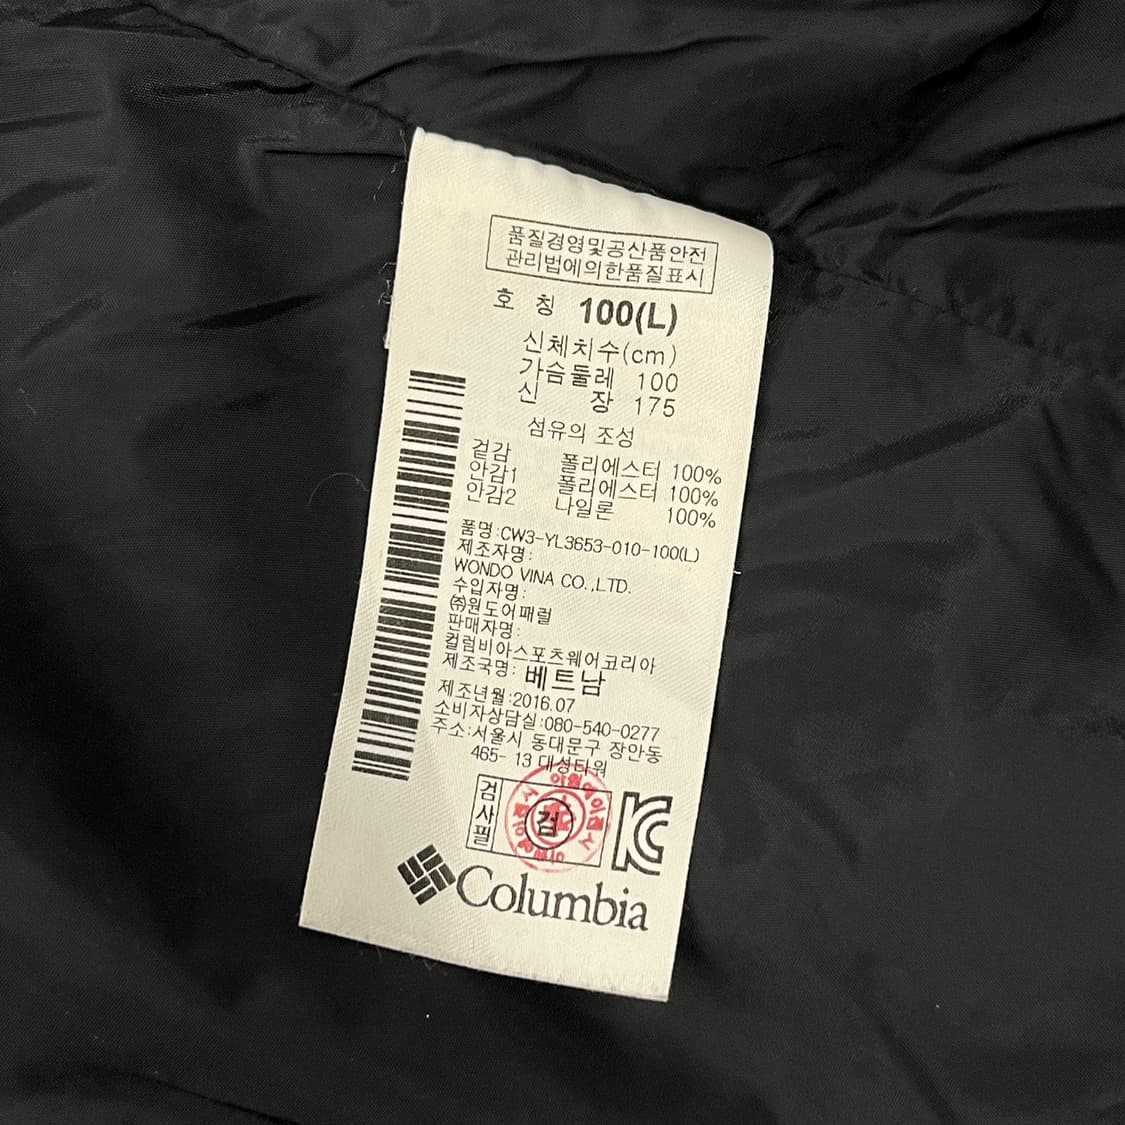 품질경영및공산품안전
관리법에의한품질표시
호 칭 100(L)
신체치수(cm)
가슴둘레 100
신 장 175
섬유의 조성
겉감 폴리에스터 100%
안감1 폴리에스터 100%
안감2 나일론 100%
품명:CW3-YL3653-010-100(L)
제조자명:
WONDO VINA CO.,LTD.
수입자명:
㈜원도어패럴
판매자명:
컬럼비아스포츠웨어코리아
제조국명: 베트남
제조년월:2016.07
소비자상담실:080-540-0277
주소:서울시 동대문구 장안동
465- 13 대성타워
검사필
검
KC
Columbia